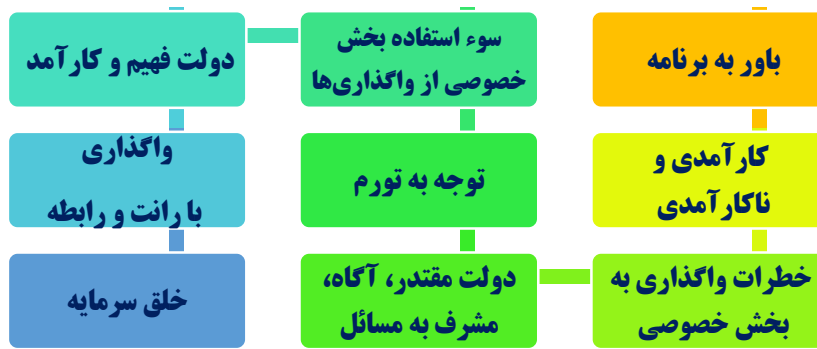 باور به برنامه
کارآمدی و
ناکارآمدی
خطرات واگذاری به
بخش خصوصی
دولت مقتدر، آگاه،
مشرف به مسائل
توجه به تورم
سوء استفاده بخش
خصوصی از واگذاری‌ها
دولت فهیم و کارآمد
واگذاری
با رانت و رابطه
خلق سرمایه